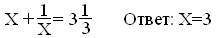 X + 1/X = 3 1/3   Ответ: X=3